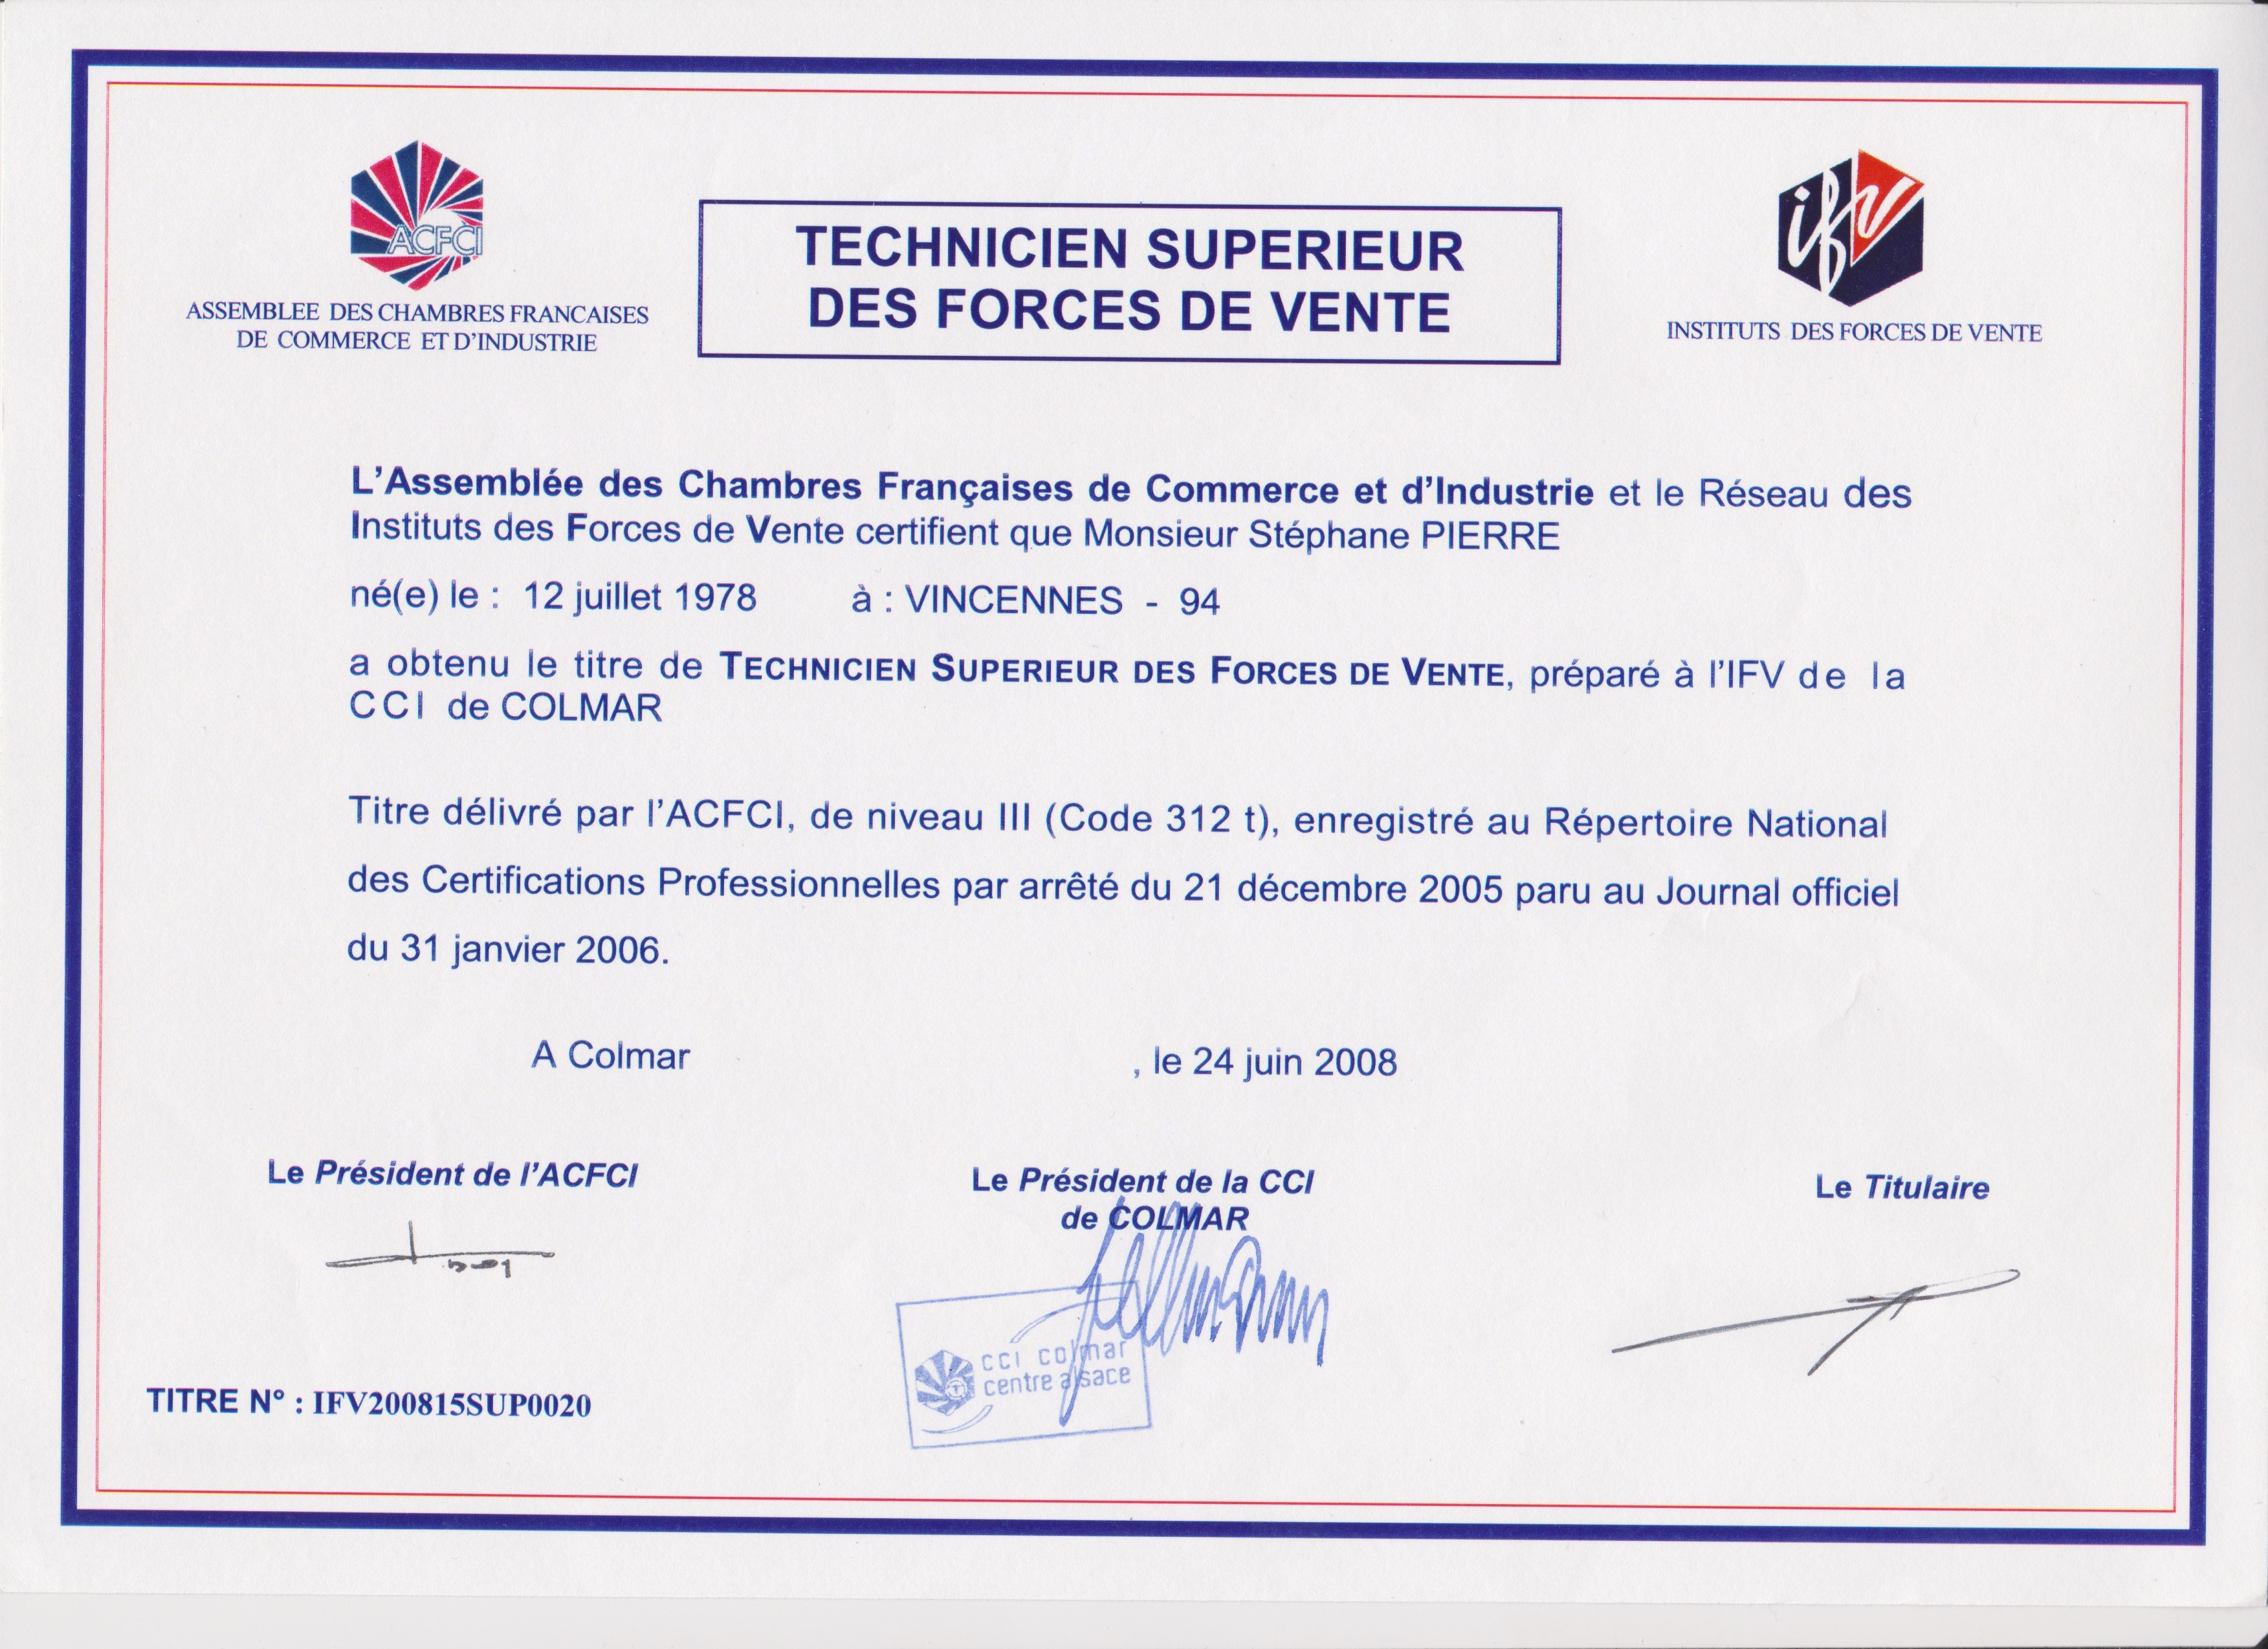 ACFCI
ASSEMBLEE DES CHAMBRES FRANCAISES
DE COMMERCE ET D'INDUSTRIE
TECHNICIEN SUPERIEUR
DES FORCES DE VENTE
ifv
INSTITUTS DES FORCES DE VENTE
L'Assemblée des Chambres Françaises de Commerce et d'Industrie et le Réseau des
Instituts des Forces de Vente certifient que Monsieur Stéphane PIERRE
né(e) le : 12 juillet 1978 à : VINCENNES - 94
a obtenu le titre de TECHNICIEN SUPERIEUR DES FORCES DE VENTE, préparé à l'IFV de la
CCI de COLMAR
Titre délivré par l'ACFCI, de niveau III (Code 312 t), enregistré au Répertoire National
des Certifications Professionnelles par arrêté du 21 décembre 2005 paru au Journal officiel
du 31 janvier 2006.
A Colmar , le 24 juin 2008
Le Président de l'ACFCI
Le Président de la CCI
de COLMAR
Le Titulaire
cci colmar
centre alsace
TITRE N° : IFV200815SUP0020